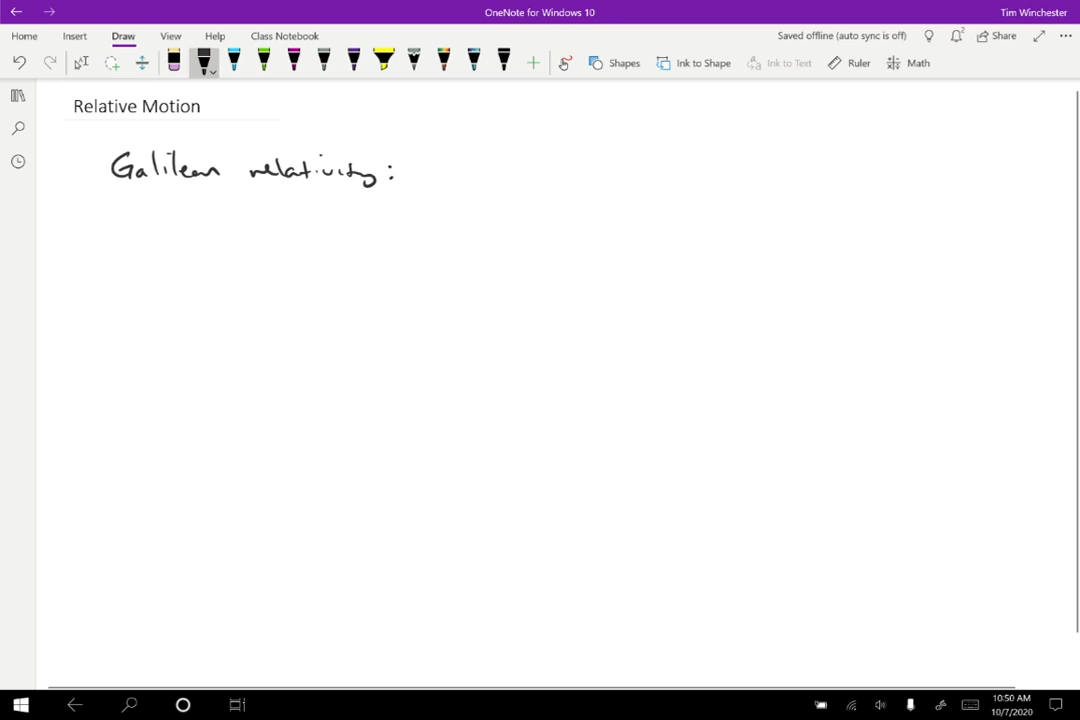 OneNote for Windows 10
Tim Winchester
Home Insert Draw View Help Class Notebook
Saved offline (auto sync is off)
Share
Shapes
Ink to Shape
Ink to Text
Ruler
Math
Relative Motion
Galilean relativity:
10:50 AM
10/7/2020